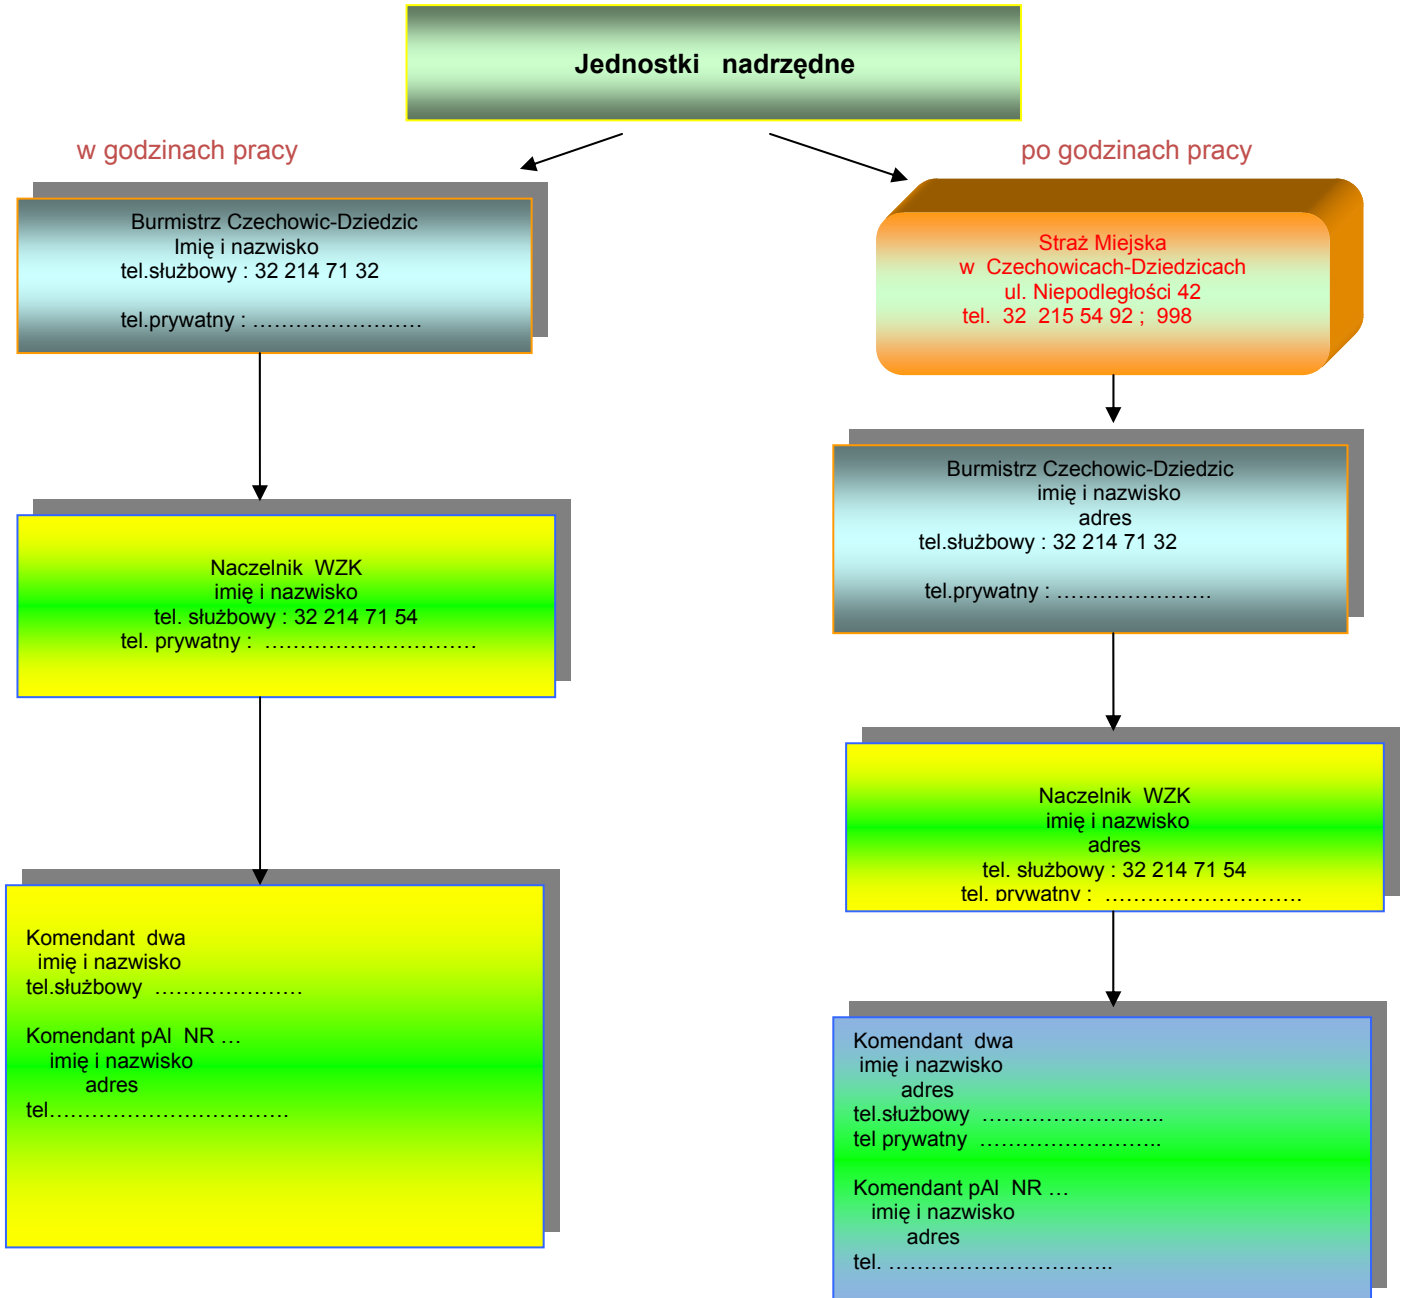 Jednostki nadrzędne
w godzinach pracy
Burmistrz Czechowic-Dziedzic
Imię i nazwisko
tel.służbowy : 32 214 71 32
tel.prywatny : ……………………
Naczelnik WZK
imię i nazwisko
tel. służbowy : 32 214 71 54
tel. prywatny : …………………………
Komendant dwa
imię i nazwisko
tel.służbowy …………………
Komendant pAl NR …
imię i nazwisko
adres
tel…………………………….
po godzinach pracy
Straż Miejska
w Czechowicach-Dziedzicach
ul. Niepodległości 42
tel. 32 215 54 92 ; 998
Burmistrz Czechowic-Dziedzic
imię i nazwisko
adres
tel.służbowy : 32 214 71 32
tel.prywatny : ………………….
Naczelnik WZK
imię i nazwisko
adres
tel. służbowy : 32 214 71 54
tel. prywatny : ……………………….
Komendant dwa
imię i nazwisko
adres
tel.służbowy ……………………..
tel prywatny ……………………..
Komendant pAl NR …
imię i nazwisko
adres
tel. …………………………..